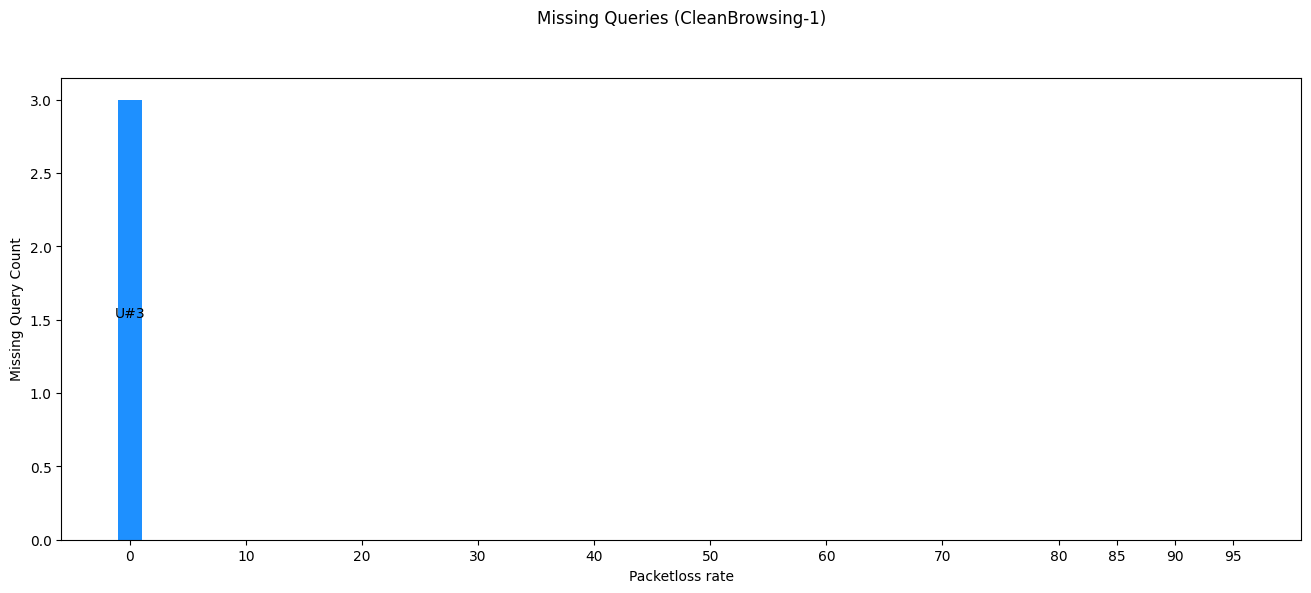 Missing Queries (CleanBrowsing-1)
3.0
2.5
2.0
1.5
1.0
0.5
0.0
Missing Query Count
U#3
0 10 20 30 40 50 60 70 80 85 90 95
Packetloss rate